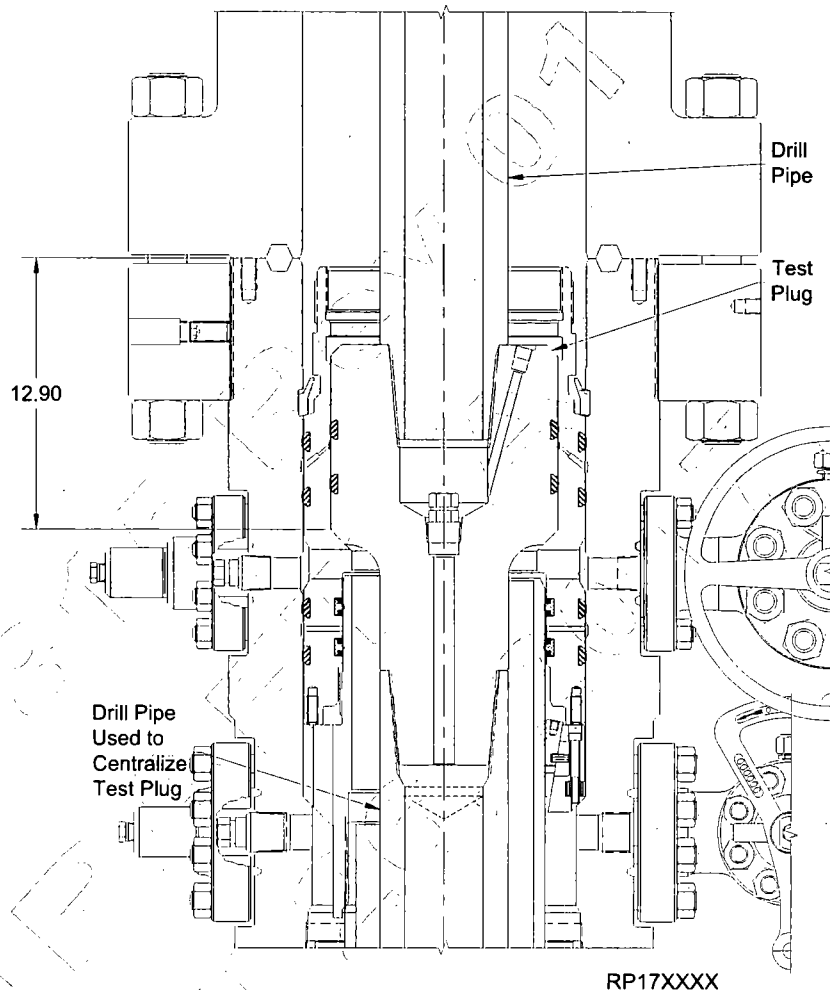 Drill
Pipe
Test
Plug
12.90
Drill Pipe
Used to
Centralize
Test Plug
RP17XXXX